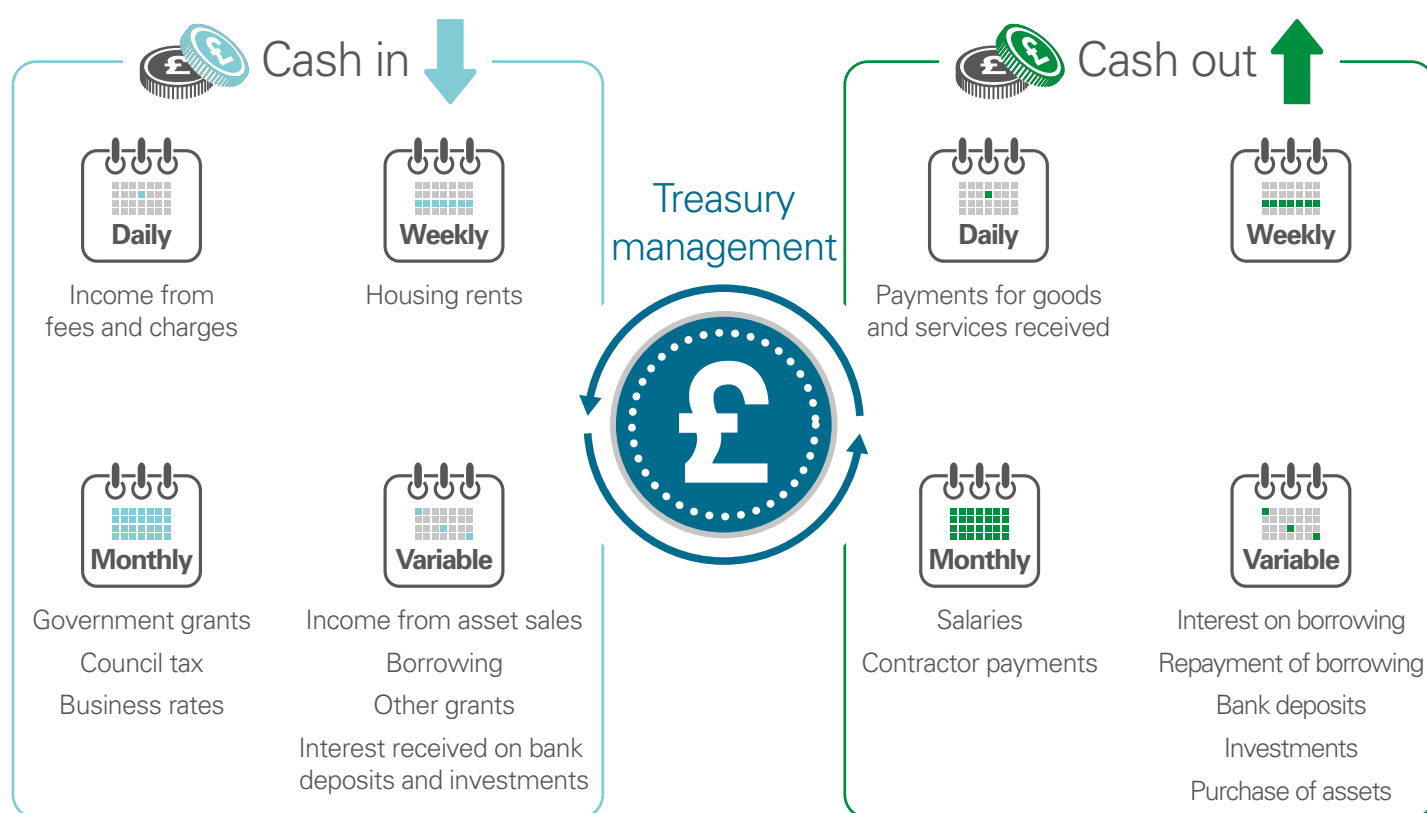 Cash in
Daily
Income from
fees and charges
Weekly
Housing rents
Monthly
Government grants
Council tax
Business rates
Variable
Income from asset sales
Borrowing
Other grants
Interest received on bank
deposits and investments
Treasury
management
£
Cash out
Daily
Payments for goods
and services received
Weekly
Monthly
Salaries
Contractor payments
Variable
Interest on borrowing
Repayment of borrowing
Bank deposits
Investments
Purchase of assets